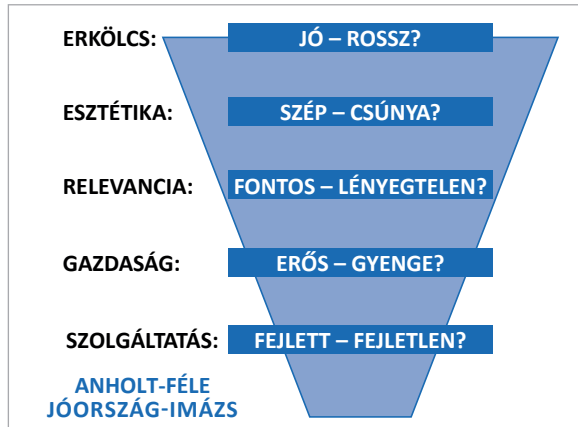 ERKÖLCS: JÓ – ROSSZ?
ESZTÉTIKA: SZÉP – CSÚNYA?
RELEVANCIA: FONTOS – LÉNYEGTELEN?
GAZDASÁG: ERŐS – GYENGE?
SZOLGÁLTATÁS: FEJLETT – FEJLETLEN?
ANHOLT-FÉLE
JÓORSZÁG-IMÁZS